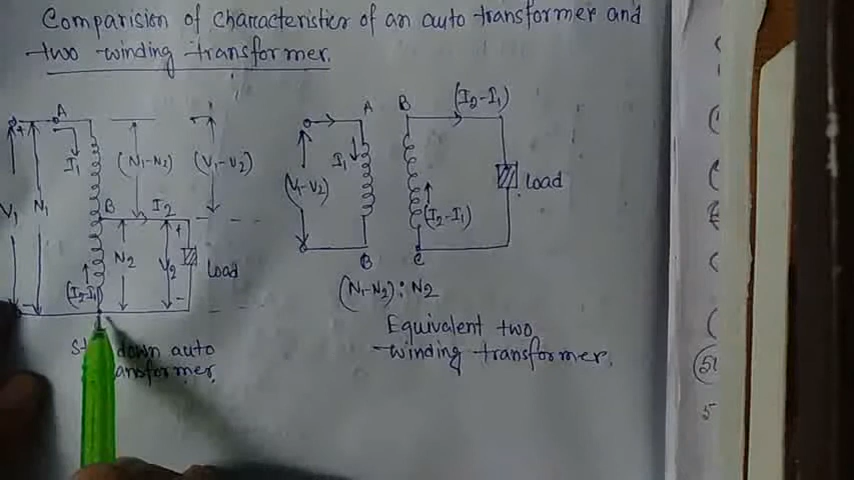 Comparision of characteristics of an auto transformer and
two winding transformer.
A
I1
(N1-N2)
(V1-V2)
V1
N1
B
I2
N2
V2
+
-
Load
(I2-I1)
down auto
A
B
(I2-I1)
I1
(V1-V2)
Load
(I2-I1)
B
C
(N1-N2): N2
Equivalent two
winding transformer.